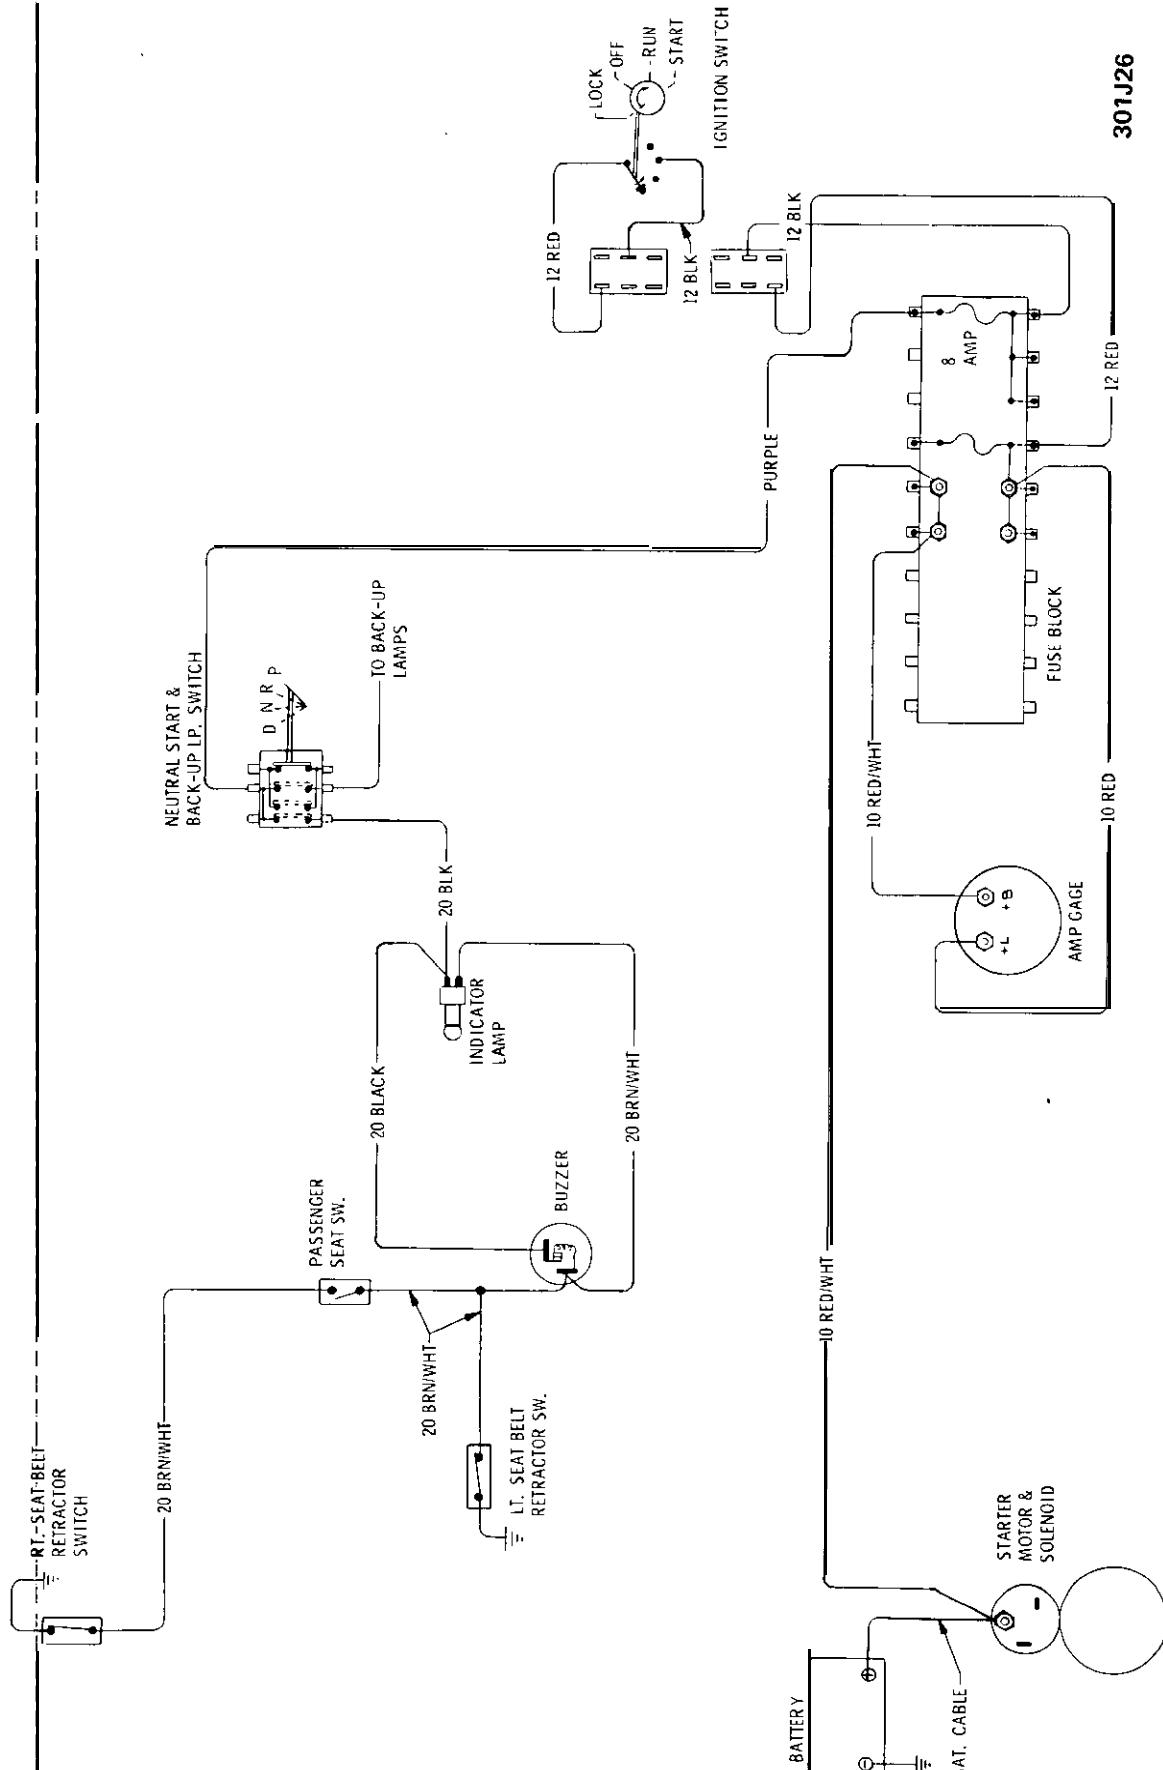 LOCK
OFF
RUN
START
IGNITION SWITCH
301J26
12 RED
12 BLK
12 BLK
8
AMP
12 RED
PURPLE
NEUTRAL START &
BACK-UP LP. SWITCH
D N R P
TO BACK-UP
LAMPS
FUSE BLOCK
10 RED/WHT
10 RED
20 BLK
+B
+L
AMP GAGE
INDICATOR
LAMP
20 BLACK
20 BRN/WHT
PASSENGER
SEAT SW.
BUZZER
10 RED/WHT
20 BRN/WHT
LT. SEAT BELT
RETRACTOR SW.
RT.-SEAT-BELT
RETRACTOR
SWITCH
20 BRN/WHT
STARTER
MOTOR &
SOLENOID
BATTERY
+
-
AT. CABLE